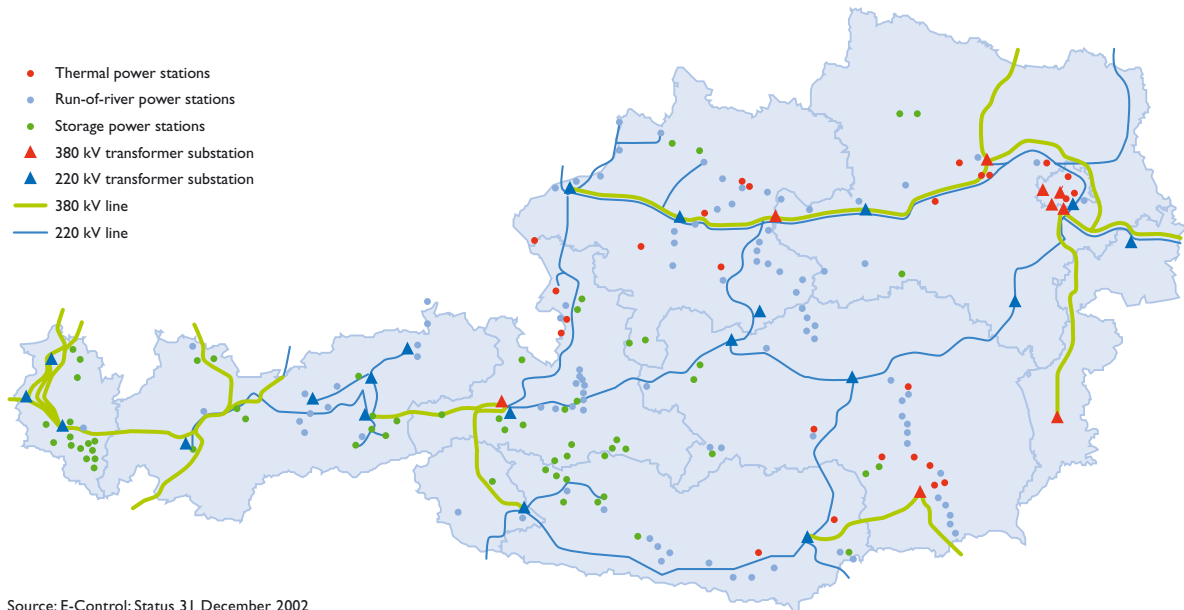 Thermal power stations
Run-of-river power stations
Storage power stations
380 kV transformer substation
220 kV transformer substation
380 kV line
220 kV line
Source: E-Control; Status 31 December 2002